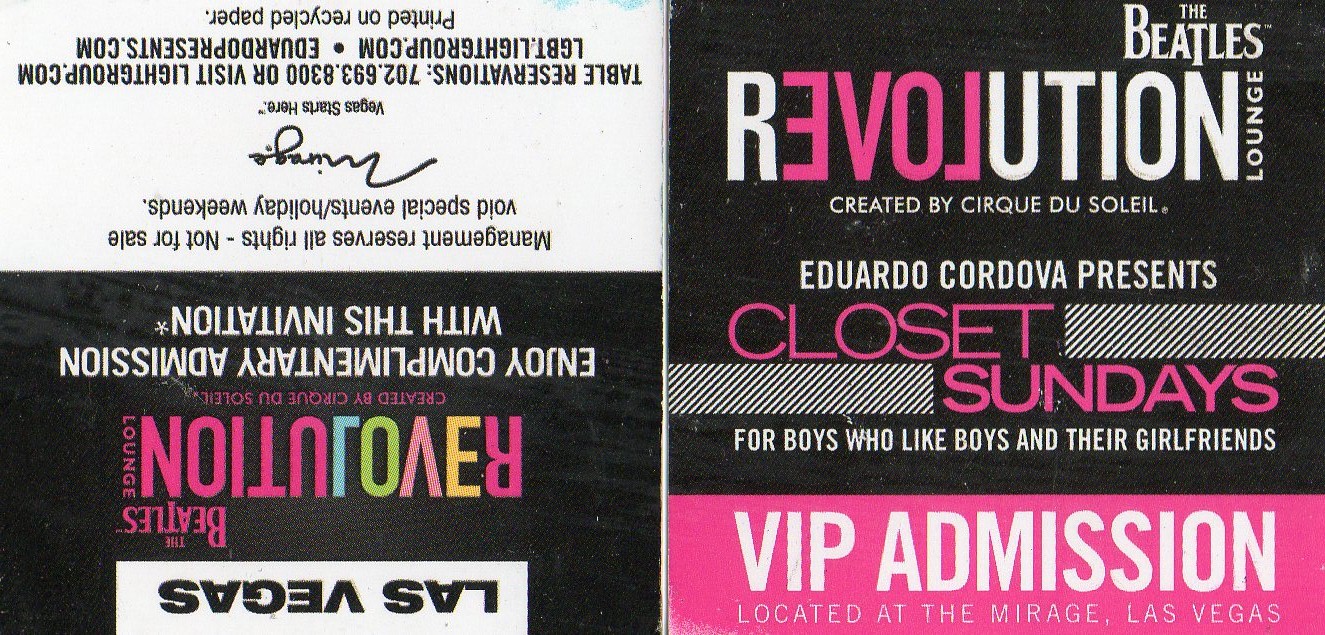 LAS VEGAS
THE
BEATLES™
REVOLUTION
LOUNGE
CREATED BY CIRQUE DU SOLEIL®
ENJOY COMPLIMENTARY ADMISSION
WITH THIS INVITATION*
Management reserves all rights - Not for sale
void special events/holiday weekends.
Mirage
Vegas Starts Here.™
TABLE RESERVATIONS: 702.693.8300 OR VISIT LIGHTGROUP.COM
LGBT.LIGHTGROUP.COM • EDUARDOPRESENTS.COM
Printed on recycled paper.
THE
BEATLES™
REVOLUTION
LOUNGE
CREATED BY CIRQUE DU SOLEIL®
EDUARDO CORDOVA PRESENTS
CLOSET
SUNDAYS
FOR BOYS WHO LIKE BOYS AND THEIR GIRLFRIENDS
VIP ADMISSION
LOCATED AT THE MIRAGE, LAS VEGAS